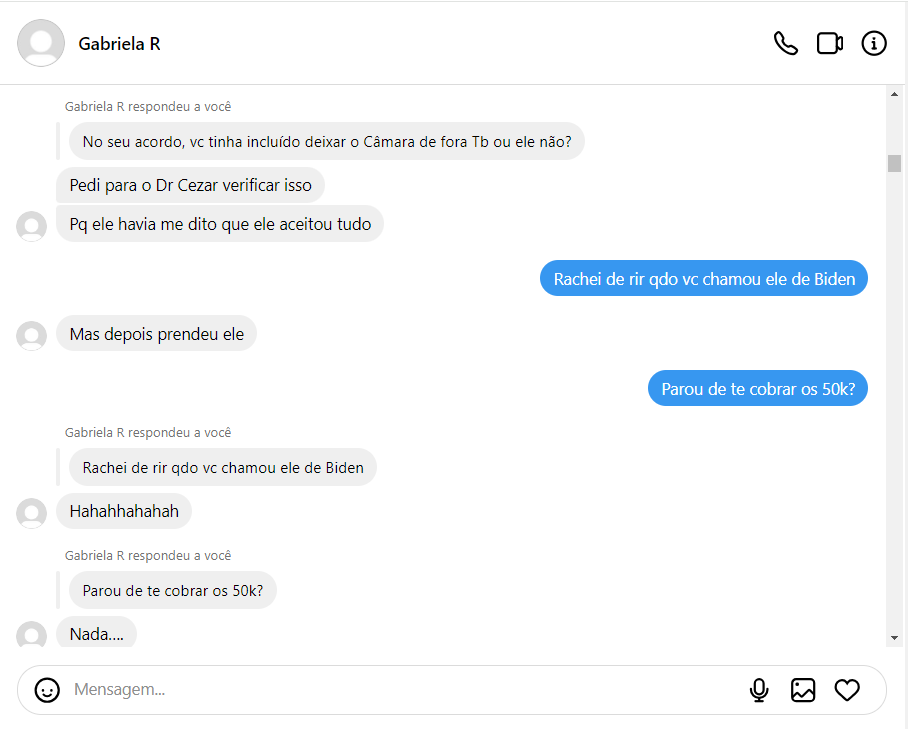 Gabriela R
Gabriela R respondeu a você
No seu acordo, vc tinha incluído deixar o Câmara de fora Tb ou ele não?
Pedi para o Dr Cezar verificar isso
Pq ele havia me dito que ele aceitou tudo
Rachei de rir qdo vc chamou ele de Biden
Mas depois prendeu ele
Parou de te cobrar os 50k?
Gabriela R respondeu a você
Rachei de rir qdo vc chamou ele de Biden
Hahahhahahah
Gabriela R respondeu a você
Parou de te cobrar os 50k?
Nada....
Mensagem...